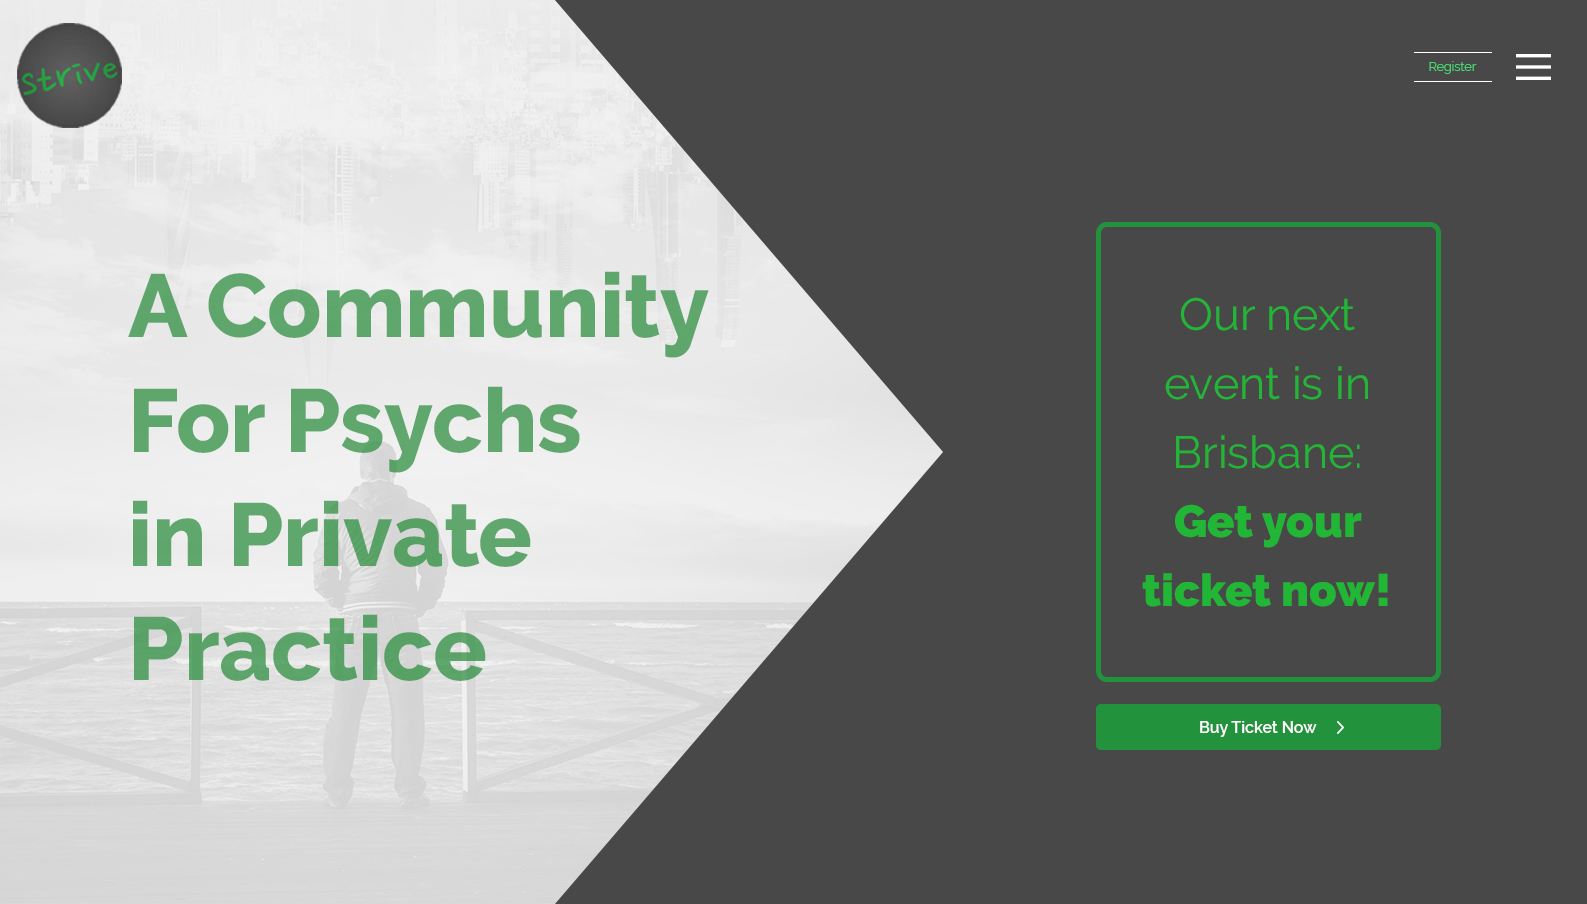 Strive
Register
A Community
For Psychs
in Private
Practice
Our next
event is in
Brisbane:
Get your
ticket now!
Buy Ticket Now